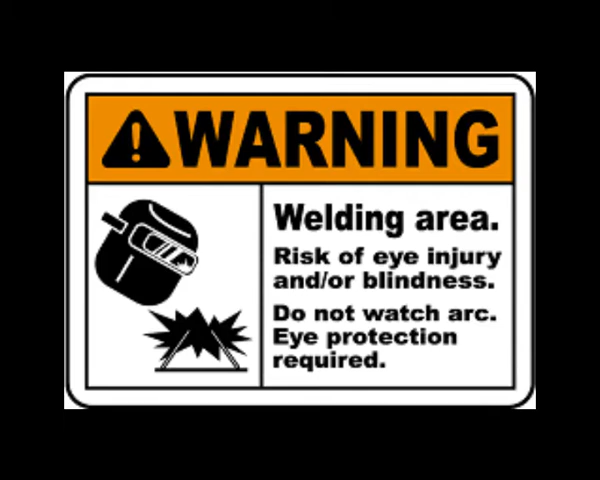 WARNING
Welding area.
Risk of eye injury
and/or blindness.
Do not watch arc.
Eye protection
required.